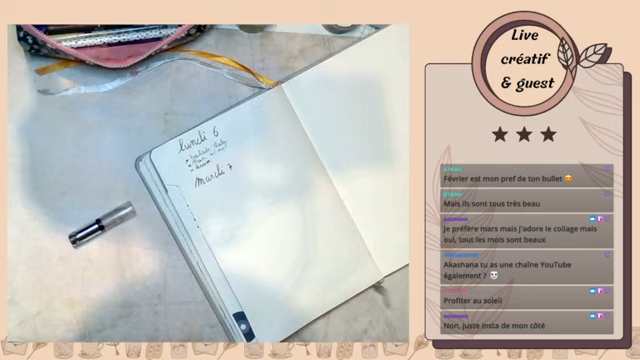 lundi 6
mardi 7
Live
créatif
& guest
Février est mon pref de ton bullet
Mais ils sont tous très beau
Je préfère mars mais j'adore le collage mais
oui, tout les mois sont beaux
Akashana tu as une chaîne YouTube
également ?
Profiter au soleil
Non, juste insta de mon côté